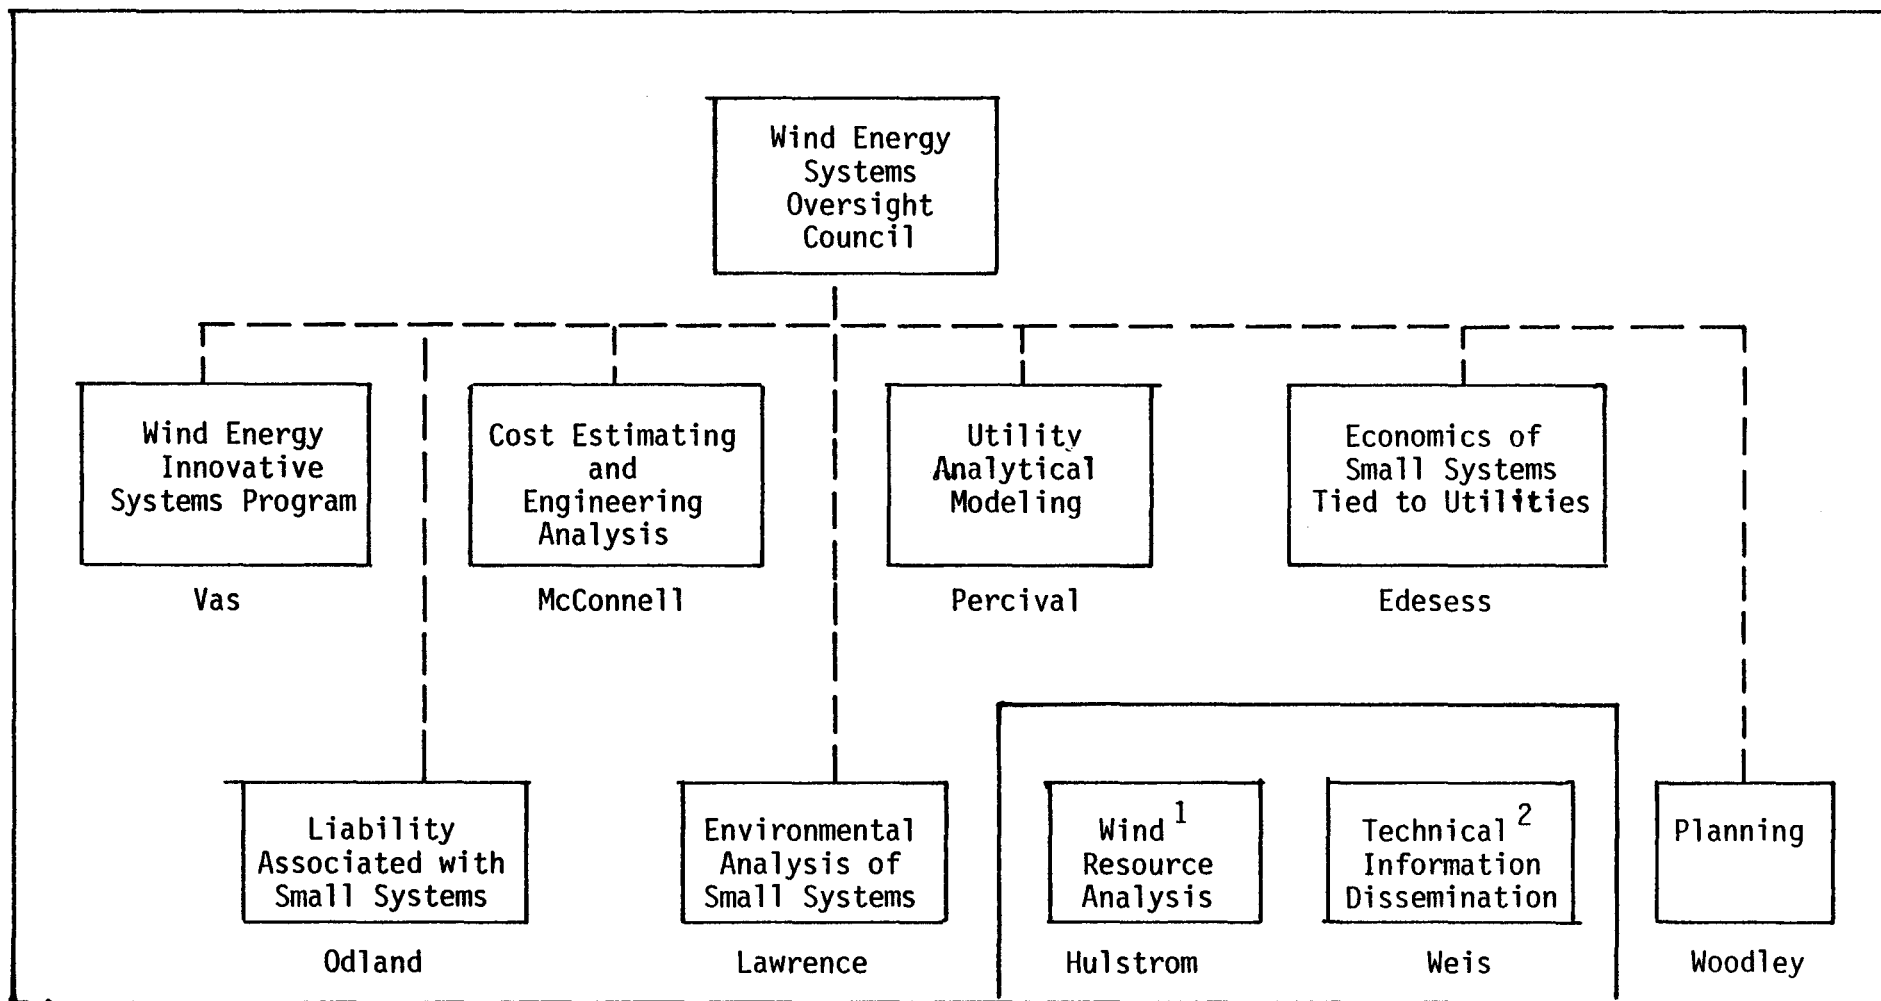 Wind Energy
Systems
Oversight
Council
Wind Energy
Innovative
Systems Program
Vas
Cost Estimating
and
Engineering
Analysis
McConnell
Utility
Analytical
Modeling
Percival
Economics of
Small Systems
Tied to Utilities
Edesess
Liability
Associated with
Small Systems
Odland
Environmental
Analysis of
Small Systems
Lawrence
Wind 1
Resource
Analysis
Hulstrom
Technical 2
Information
Dissemination
Weis
Planning
Woodley